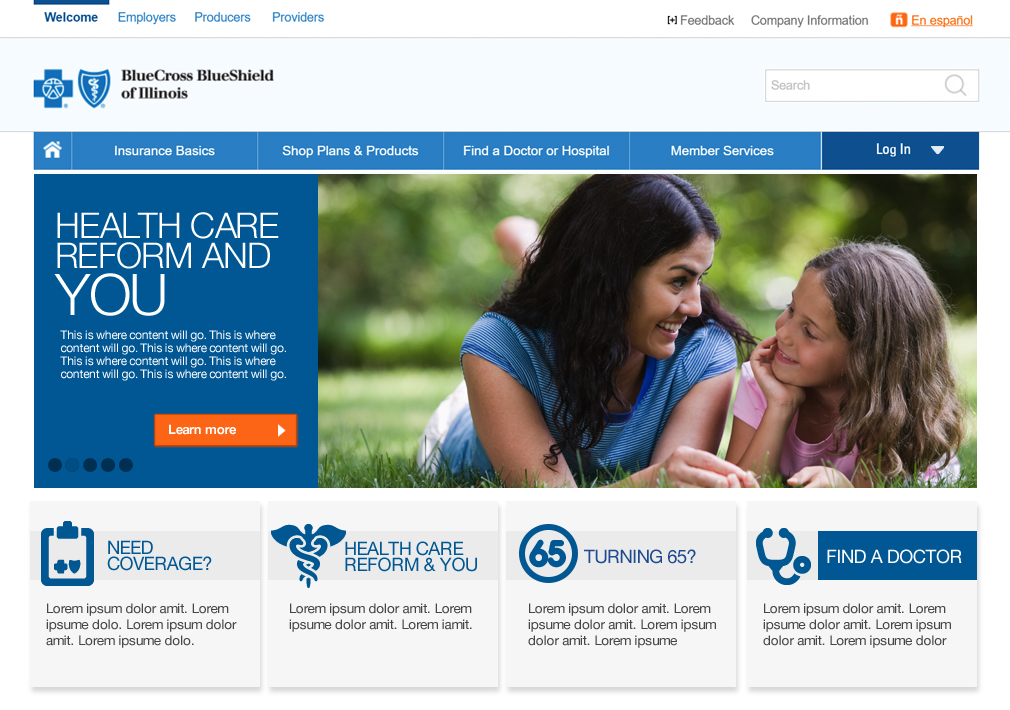 Welcome Employers Producers Providers
[+] Feedback Company Information ñ En español
BlueCross BlueShield
of Illinois
Search
Insurance Basics Shop Plans & Products Find a Doctor or Hospital Member Services Log In
HEALTH CARE
REFORM AND
YOU
This is where content will go. This is where
content will go. This is where content will go.
This is where content will go. This is where
content will go. This is where content will go.
Learn more
NEED
COVERAGE?
Lorem ipsum dolor amit. Lorem
ipsume dolo. Lorem ipsum dolor
amit. Lorem ipsume dolo.
HEALTH CARE
REFORM & YOU
Lorem ipsum dolor amit. Lorem
ipsume dolor amit. Lorem iamit.
65
TURNING 65?
Lorem ipsum dolor amit. Lorem
ipsume dolor amit. Lorem ipsum
dolor amit. Lorem ipsume
FIND A DOCTOR
Lorem ipsum dolor amit. Lorem
ipsume dolor amit. Lorem ipsum
dolor amit. Lorem ipsume dolor